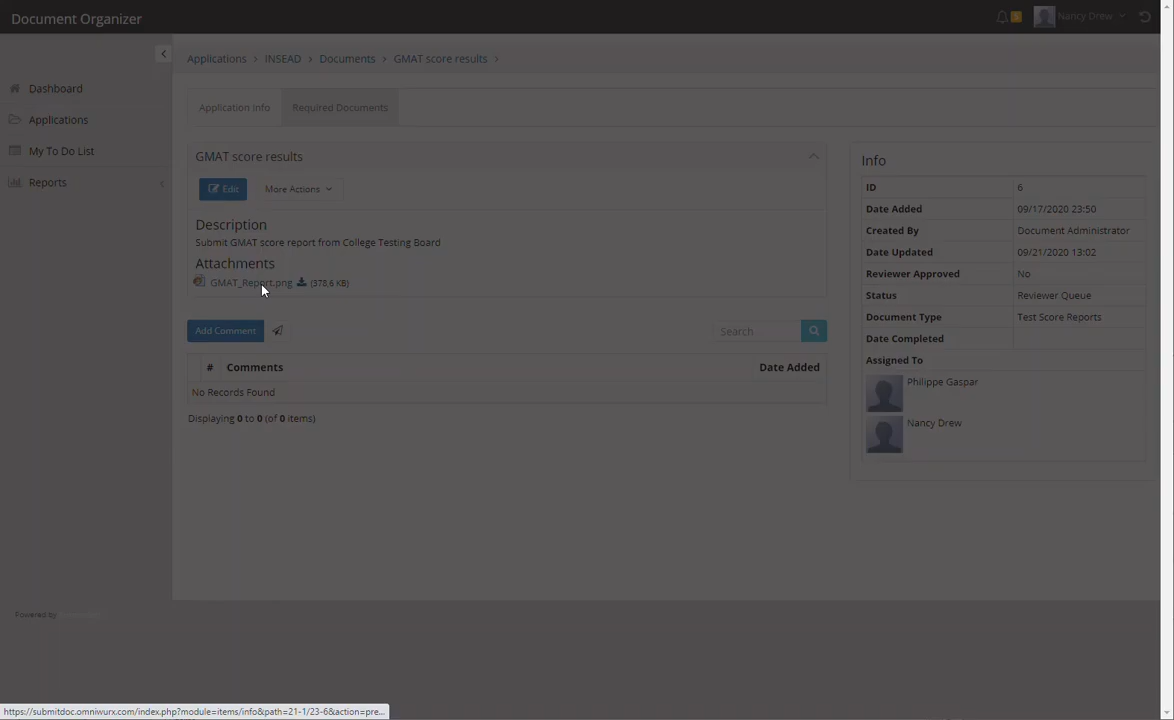 Document Organizer
5
Nancy Drew
Applications > INSEAD > Documents > GMAT score results >
Dashboard
Applications
My To Do List
Reports
Application Info
Required Documents
GMAT score results
Edit
More Actions
Description
Submit GMAT score report from College Testing Board
Attachments
GMAT_Report.png (378,6 KB)
Add Comment
Search
# Comments Date Added
No Records Found
Displaying 0 to 0 (of 0 items)
Info
ID 6
Date Added 09/17/2020 23:50
Created By Document Administrator
Date Updated 09/21/2020 13:02
Reviewer Approved No
Status Reviewer Queue
Document Type Test Score Reports
Date Completed
Assigned To
Philippe Gaspar
Nancy Drew
Powered by
https://submitdoc.omniwurx.com/index.php?module=items/info&path=21-1/23-6&action=pre...